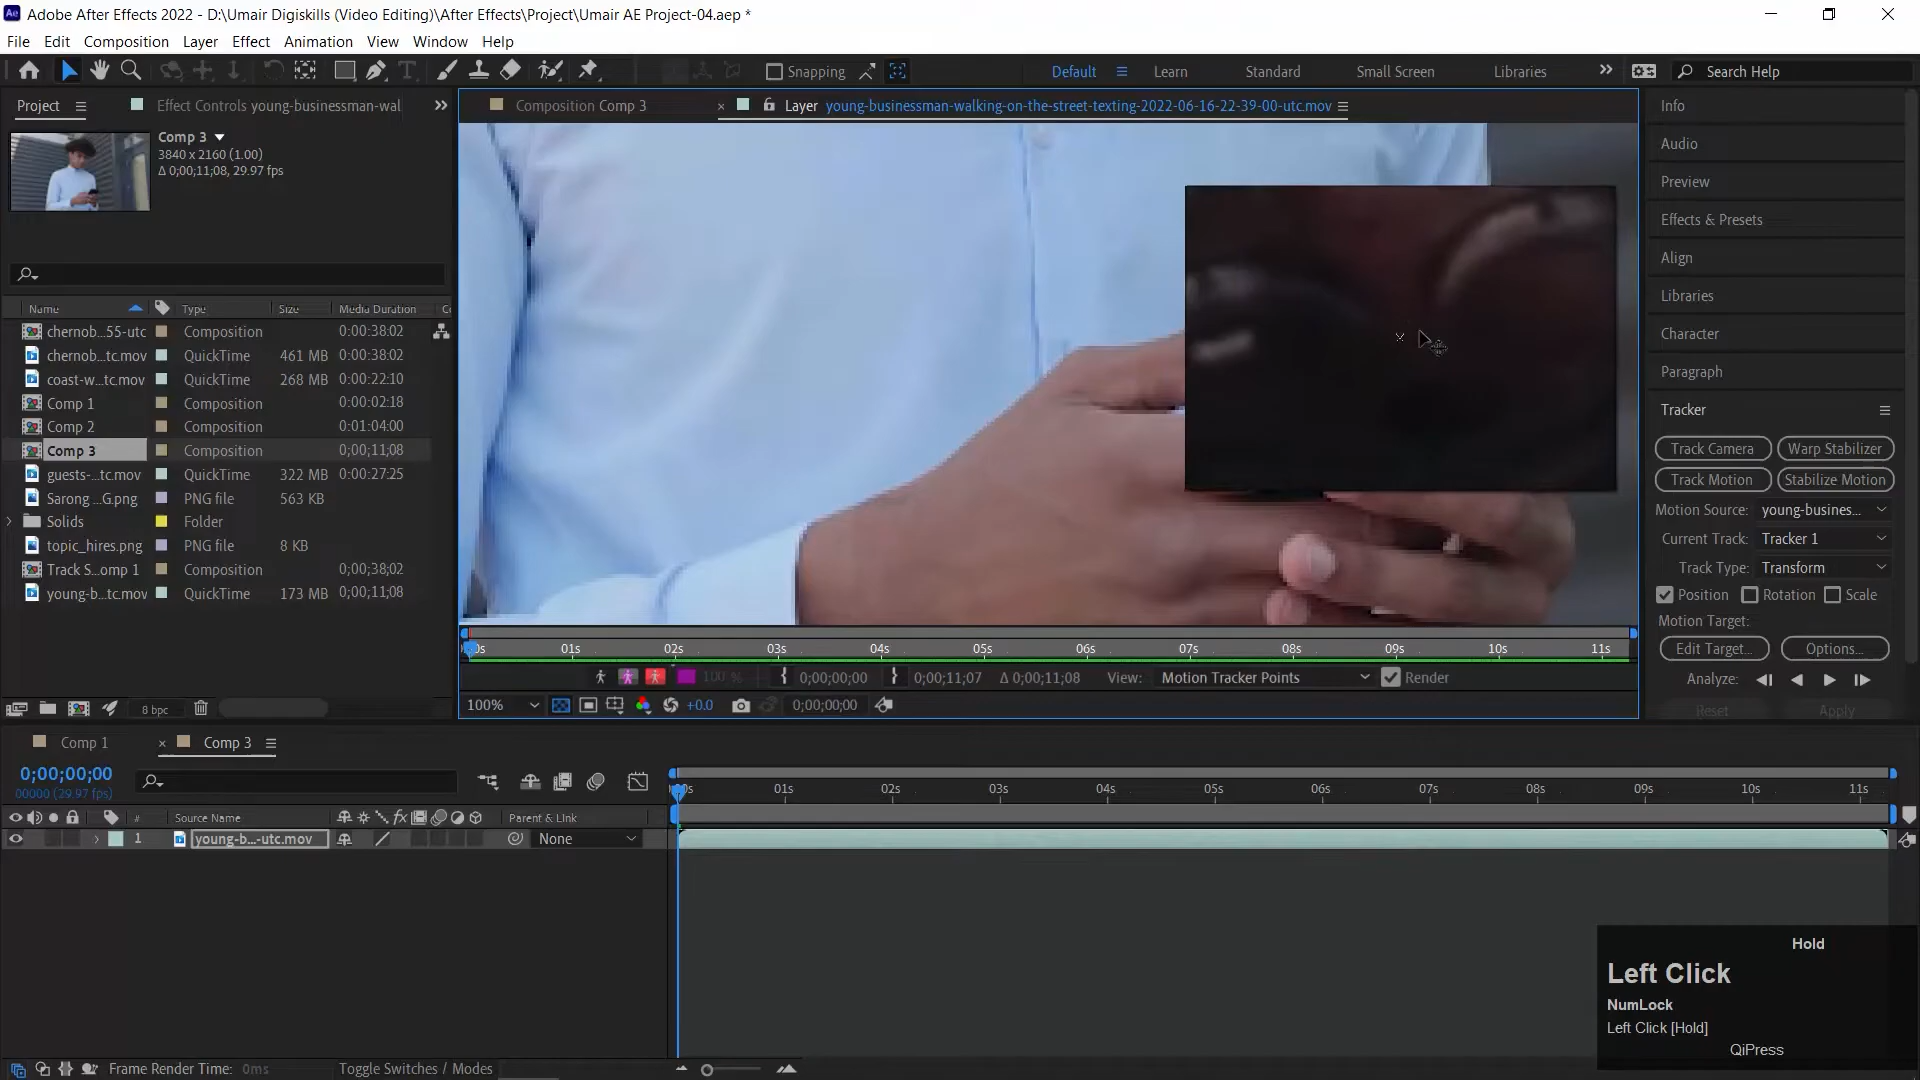 Adobe After Effects 2022 - D:\Umair Digiskills (Video Editing)\After Effects\Project\Umair AE Project-04.aep *
File Edit Composition Layer Effect Animation View Window Help
Snapping Default Learn Standard Small Screen Libraries Search Help
Project Effect Controls young-businessman-wal
Composition Comp 3 × Layer young-businessman-walking-on-the-street-texting-2022-06-16-22-39-00-utc.mov
Comp 3
3840 x 2160 (1.00)
Δ 0;00;11;08, 29.97 fps
Name Type Size Media Duration
chernob...55-utc Composition 0:00:38:02
chernob...tc.mov QuickTime 461 MB 0:00:38:02
coast-w...tc.mov QuickTime 268 MB 0:00:22:10
Comp 1 Composition 0:00:02:18
Comp 2 Composition 0:01:04:00
Comp 3 Composition 0;00;11;08
guests-...tc.mov QuickTime 322 MB 0:00:27:25
Sarong ...G.png PNG file 563 KB
Solids Folder
topic_hires.png PNG file 8 KB
Track S...omp 1 Composition 0;00;38;02
young-b...tc.mov QuickTime 173 MB 0;00;11;08
8 bpc
01s 02s 03s 04s 05s 06s 07s 08s 09s 10s 11s
100 % 0;00;00;00 0;00;11;07 Δ 0;00;11;08 View: Motion Tracker Points Render
100% +0.0 0;00;00;00
Info
Audio
Preview
Effects & Presets
Align
Libraries
Character
Paragraph
Tracker
Track Camera Warp Stabilizer
Track Motion Stabilize Motion
Motion Source: young-busines...
Current Track: Tracker 1
Track Type: Transform
Position Rotation Scale
Motion Target:
Edit Target... Options...
Analyze:
Reset Apply
Comp 1 × Comp 3
0;00;00;00
00000 (29.97 fps)
01s 02s 03s 04s 05s 06s 07s 08s 09s 10s 11s
# Source Name Parent & Link
1 young-b...-utc.mov None
Frame Render Time: 0ms Toggle Switches / Modes
Hold
Left Click
NumLock
Left Click [Hold]
QiPress